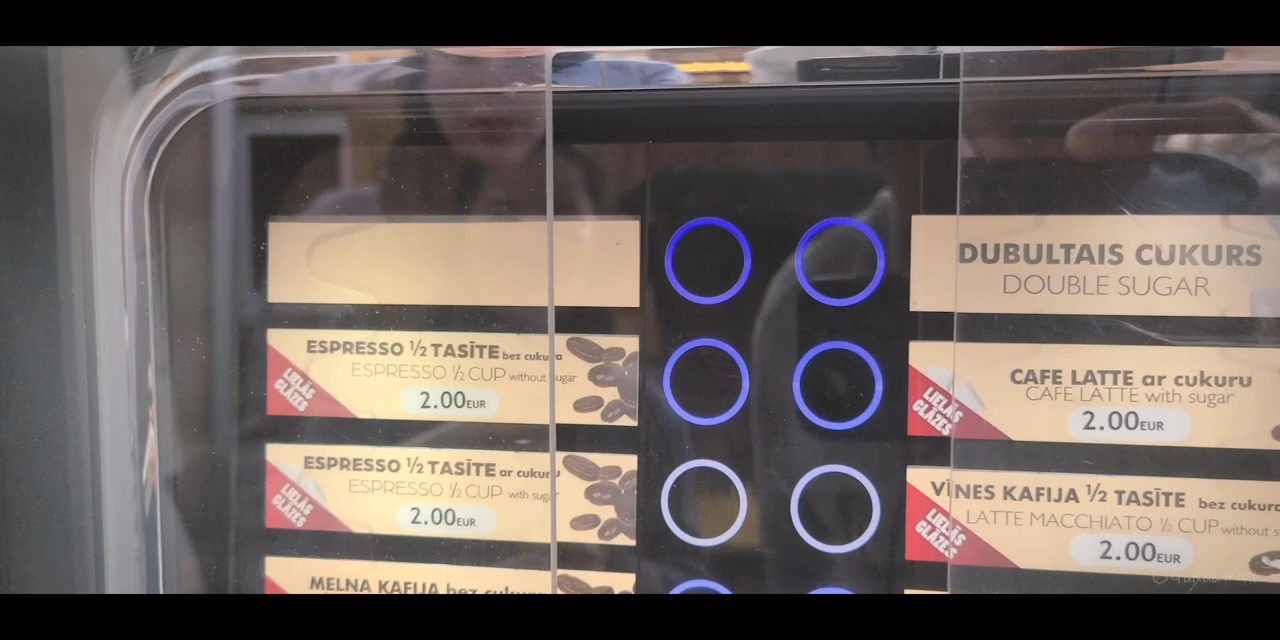 DUBULTAIS CUKURS
DOUBLE SUGAR
ESPRESSO ½ TASĪTE bez cukura
ESPRESSO ½ CUP without sugar
2.00EUR
LIELĀS
GLĀZES
CAFE LATTE ar cukuru
CAFE LATTE with sugar
2.00EUR
LIELĀS
GLĀZES
ESPRESSO ½ TASĪTE ar cukuru
ESPRESSO ½ CUP with sugar
2.00EUR
LIELĀS
GLĀZES
VĪNES KAFIJA ½ TASĪTE bez cukura
LATTE MACCHIATO ½ CUP without s
2.00EUR
LIELĀS
GLĀZES
MELNA KAFIJA bez cukura